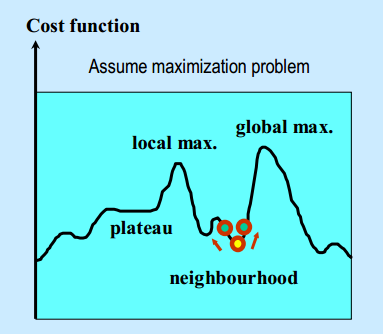 Cost function
Assume maximization problem
global max.
local max.
plateau
neighbourhood